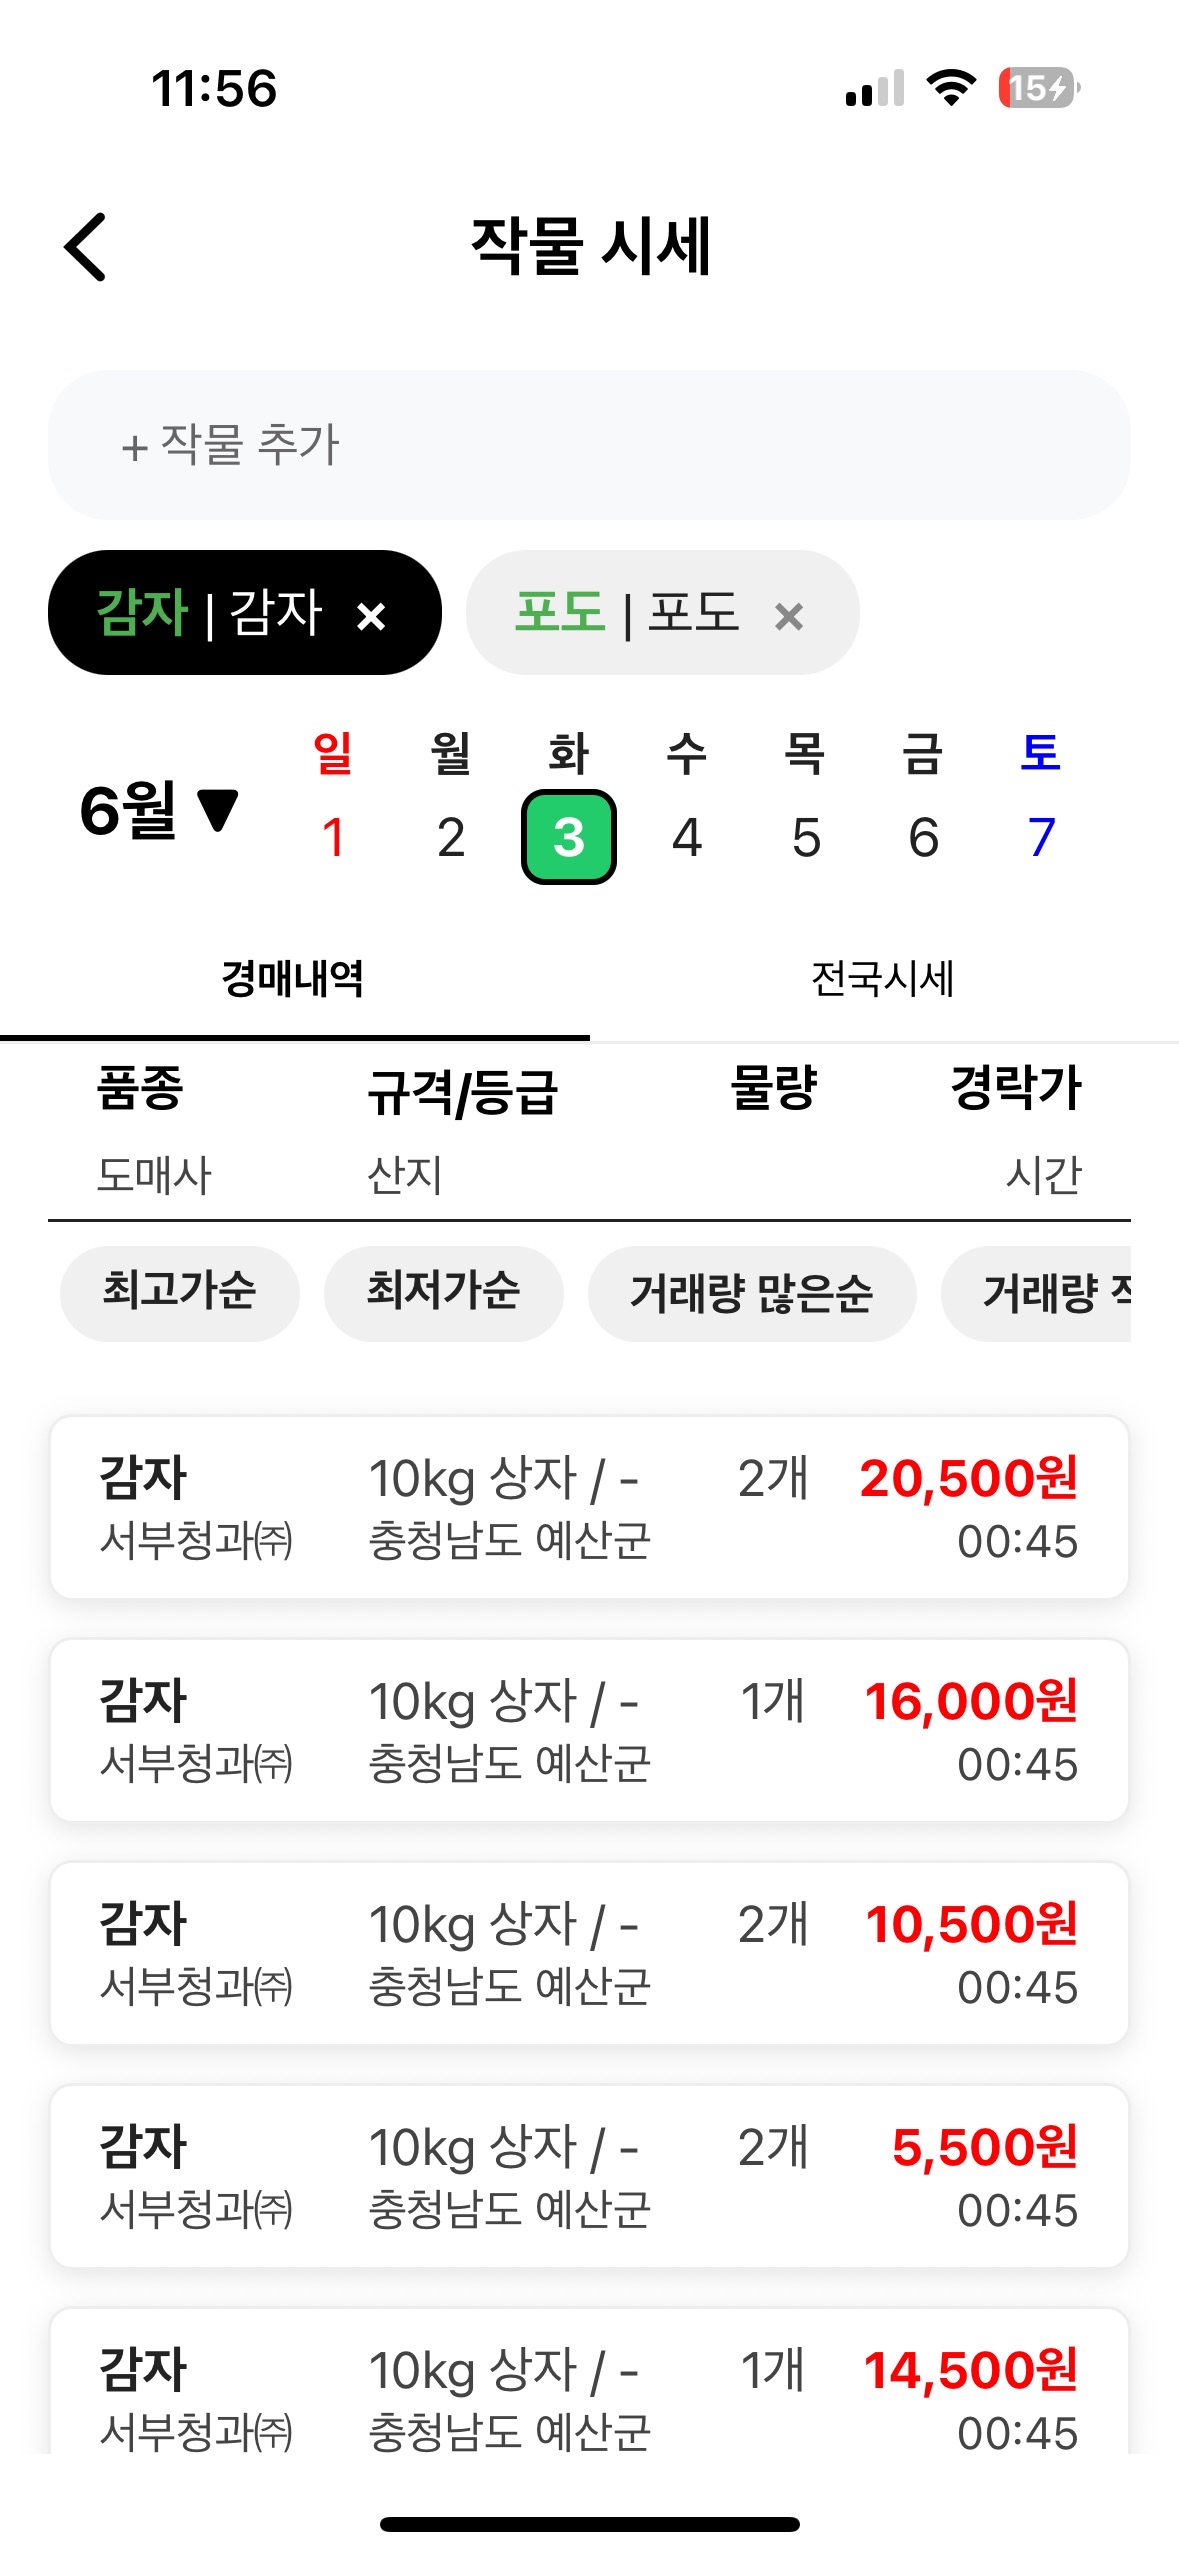 11:56
15
작물 시세
+ 작물 추가
감자 | 감자 ×
포도 | 포도 ×
일 월 화 수 목 금 토
6월 ▼
1 2 3 4 5 6 7
경매내역 전국시세
품종 규격/등급 물량 경락가
도매사 산지 시간
최고가순 최저가순 거래량 많은순 거래량
감자 10kg 상자 / - 2개 20,500원
서부청과㈜ 충청남도 예산군 00:45
감자 10kg 상자 / - 1개 16,000원
서부청과㈜ 충청남도 예산군 00:45
감자 10kg 상자 / - 2개 10,500원
서부청과㈜ 충청남도 예산군 00:45
감자 10kg 상자 / - 2개 5,500원
서부청과㈜ 충청남도 예산군 00:45
감자 10kg 상자 / - 1개 14,500원
서부청과㈜ 충청남도 예산군 00:45